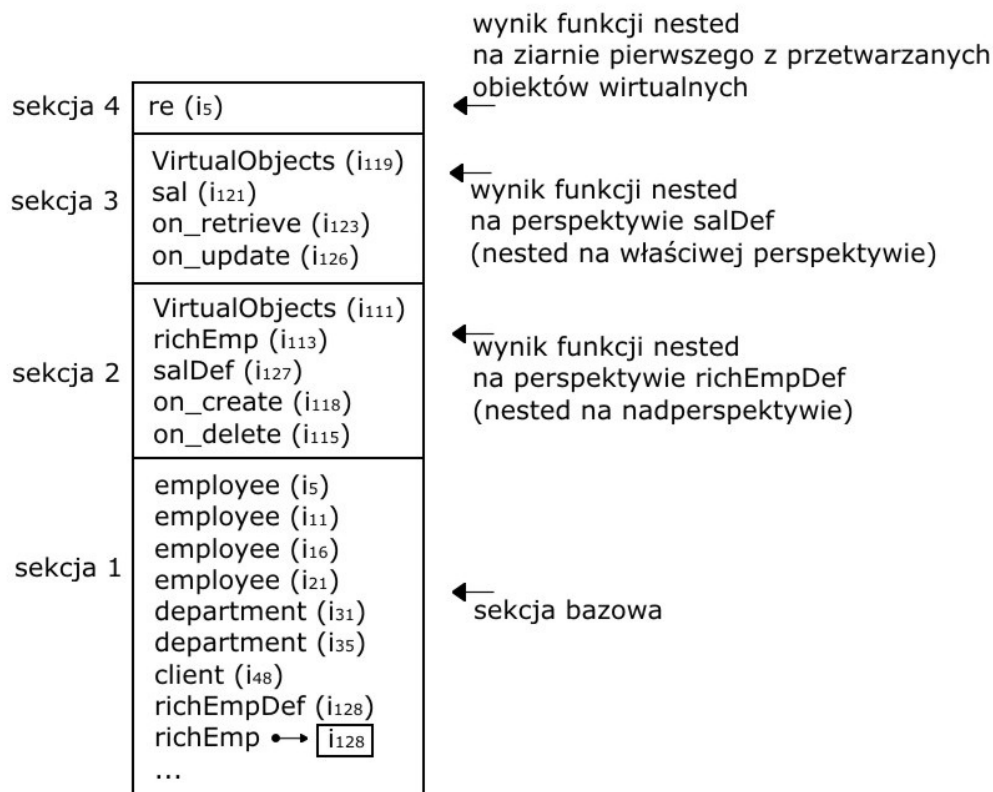 wynik funkcji nested
na ziarnie pierwszego z przetwarzanych
obiektów wirtualnych
sekcja 4
re (i5)
sekcja 3
VirtualObjects (i119)
sal (i121)
on_retrieve (i123)
on_update (i126)
wynik funkcji nested
na perspektywie salDef
(nested na właściwej perspektywie)
sekcja 2
VirtualObjects (i111)
richEmp (i113)
salDef (i127)
on_create (i118)
on_delete (i115)
wynik funkcji nested
na perspektywie richEmpDef
(nested na nadperspektywie)
sekcja 1
employee (i5)
employee (i11)
employee (i16)
employee (i21)
department (i31)
department (i35)
client (i48)
richEmpDef (i128)
richEmp i128
...
sekcja bazowa